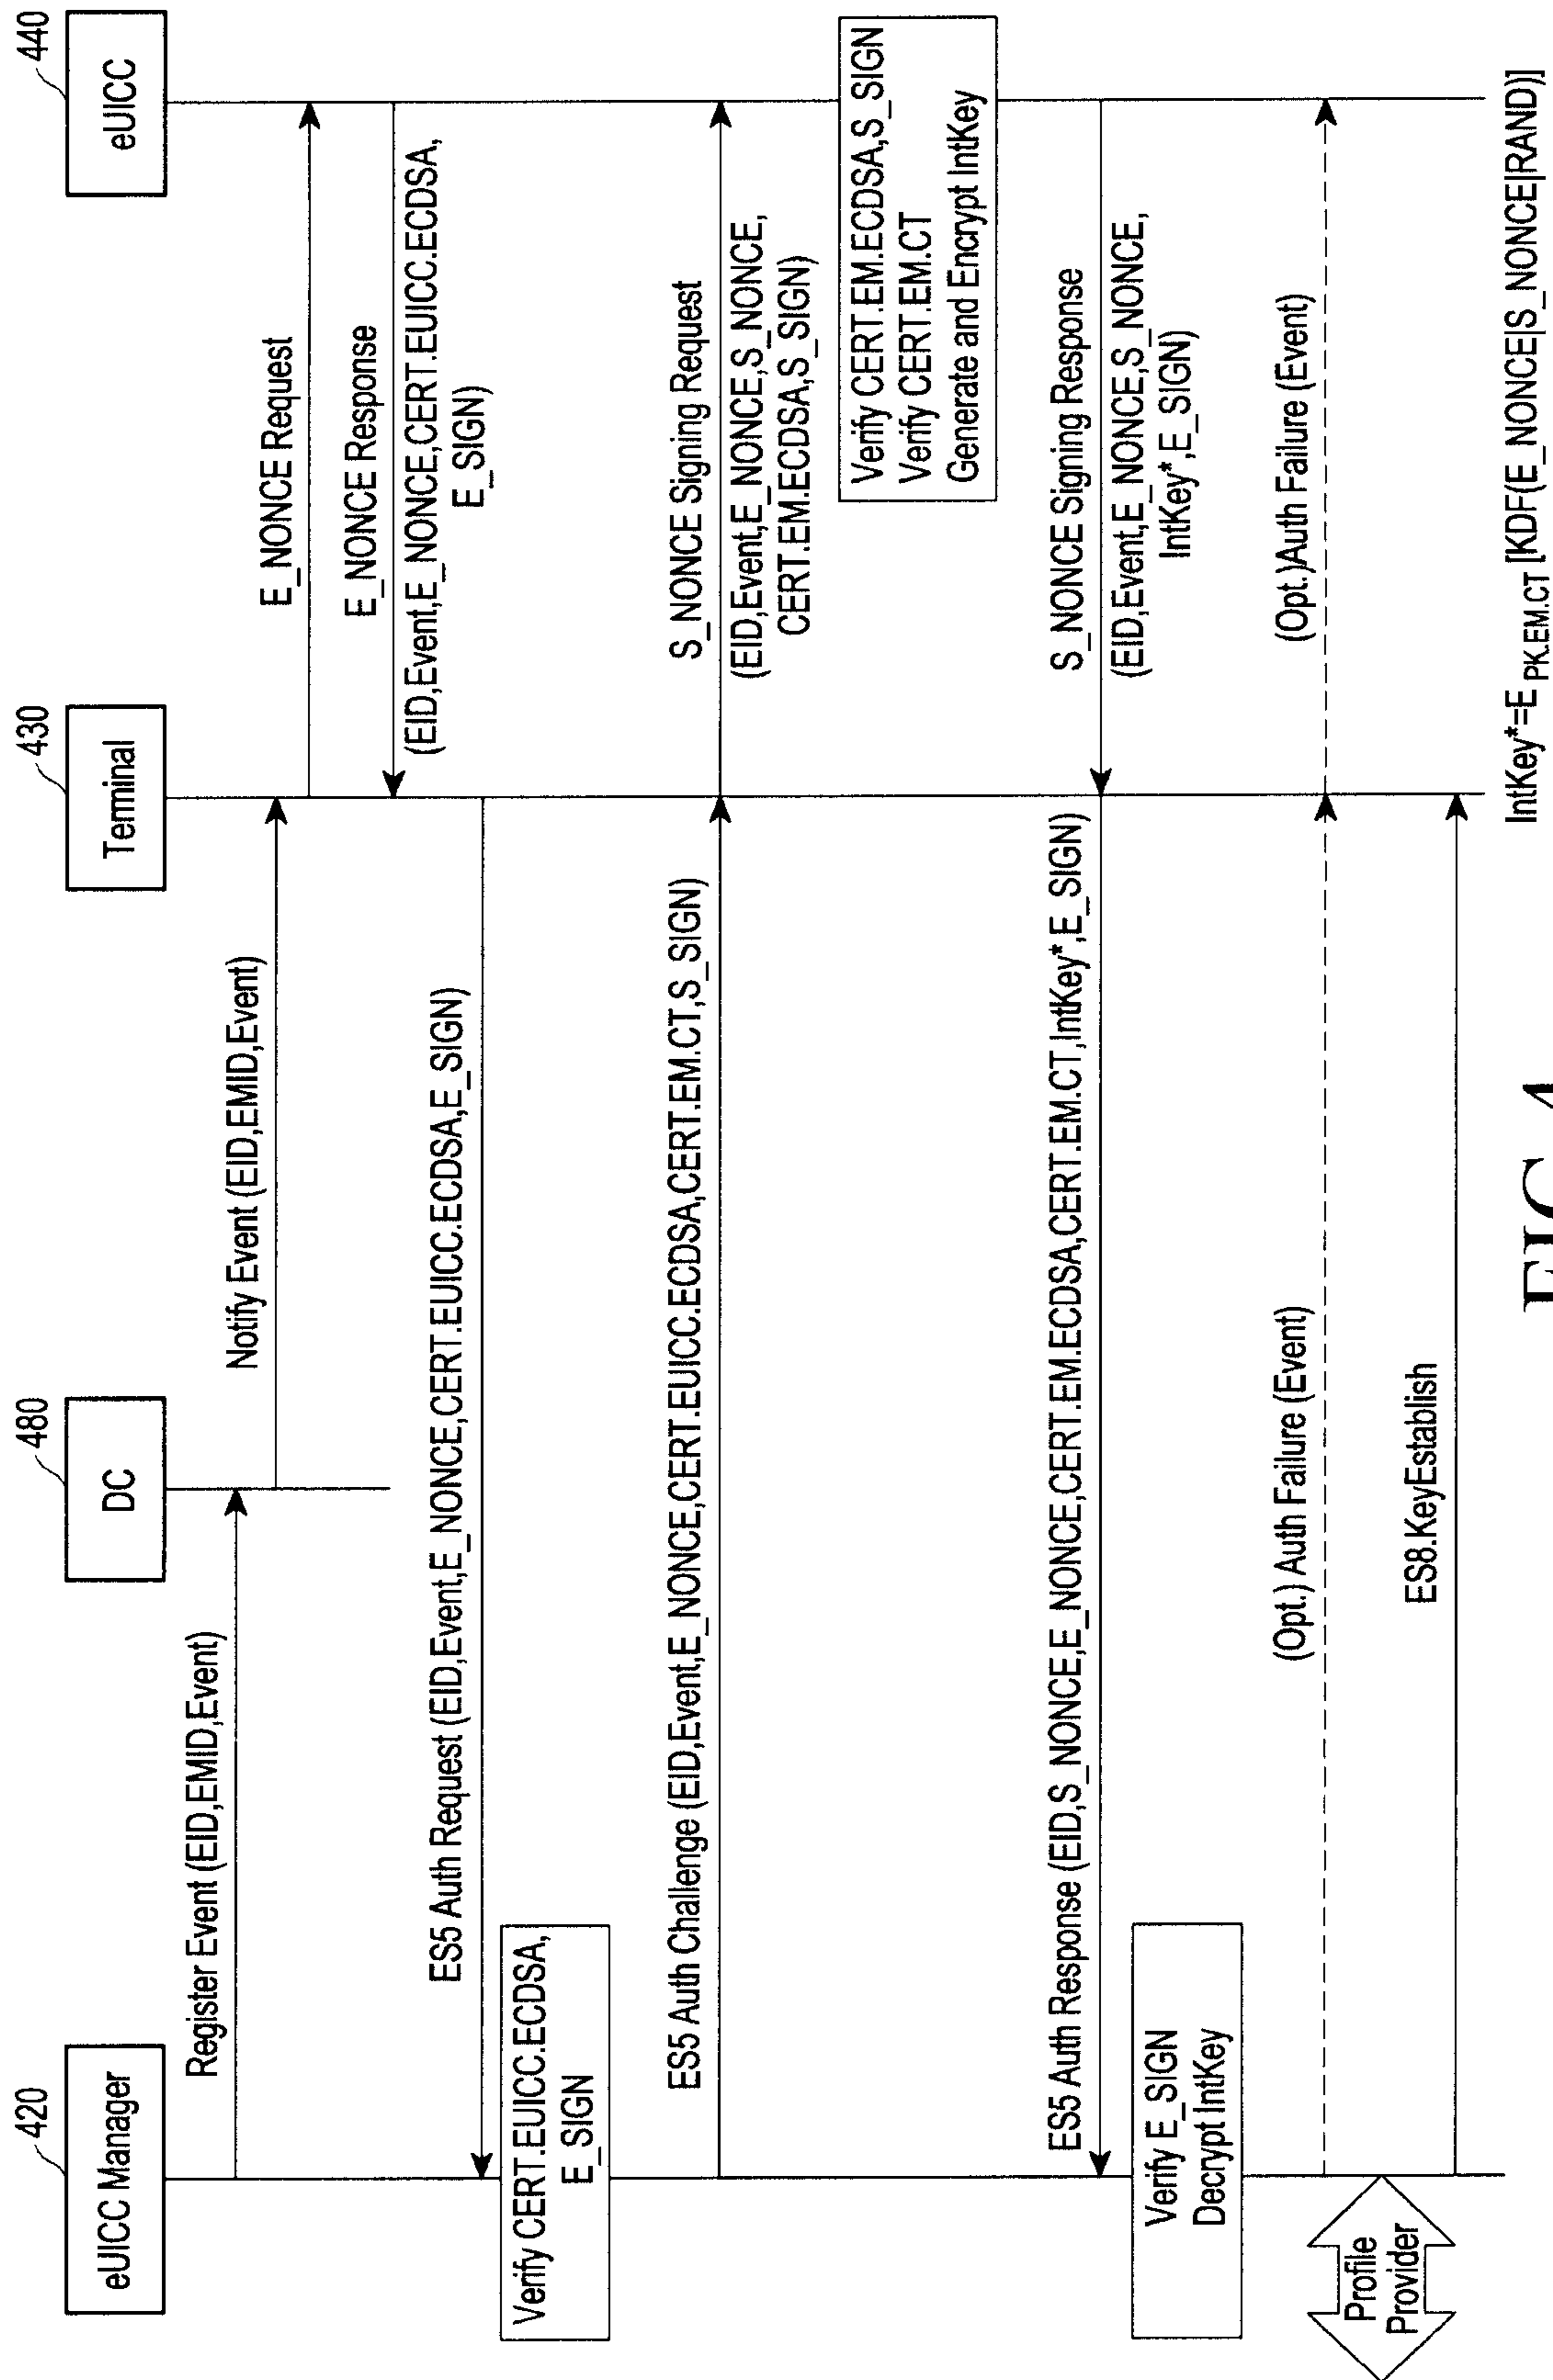 420
eUICC Manager
480
DC
430
Terminal
440
eUICC
Register Event (EID,EMID,Event)
Notify Event (EID,EMID,Event)
E_NONCE Request
E_NONCE Response
(EID,Event,E_NONCE,CERT.EUICC.ECDSA,
E_SIGN)
ES5 Auth Request (EID,Event,E_NONCE,CERT.EUICC.ECDSA,E_SIGN)
Verify CERT.EUICC.ECDSA,
E_SIGN
ES5 Auth Challenge (EID,Event,E_NONCE,CERT.EUICC.ECDSA,CERT.EM.CT,S_SIGN)
S_NONCE Signing Request
(EID,Event,E_NONCE,S_NONCE,
CERT.EM.ECDSA,S_SIGN)
Verify CERT.EM.ECDSA,S_SIGN
Verify CERT.EM.CT
Generate and Encrypt IntKey
S_NONCE Signing Response
(EID,Event,E_NONCE,S_NONCE,
IntKey*,E_SIGN)
ES5 Auth Response (EID,S_NONCE,E_NONCE,CERT.EM.ECDSA,CERT.EM.CT,IntKey*,E_SIGN)
Verify E_SIGN
Decrypt IntKey
(Opt.) Auth Failure (Event)
(Opt.)Auth Failure (Event)
Profile
Provider
ES8.KeyEstablish
IntKey*=E PK.EM.CT [KDF(E_NONCE|S_NONCE|RAND)]
FIG.4